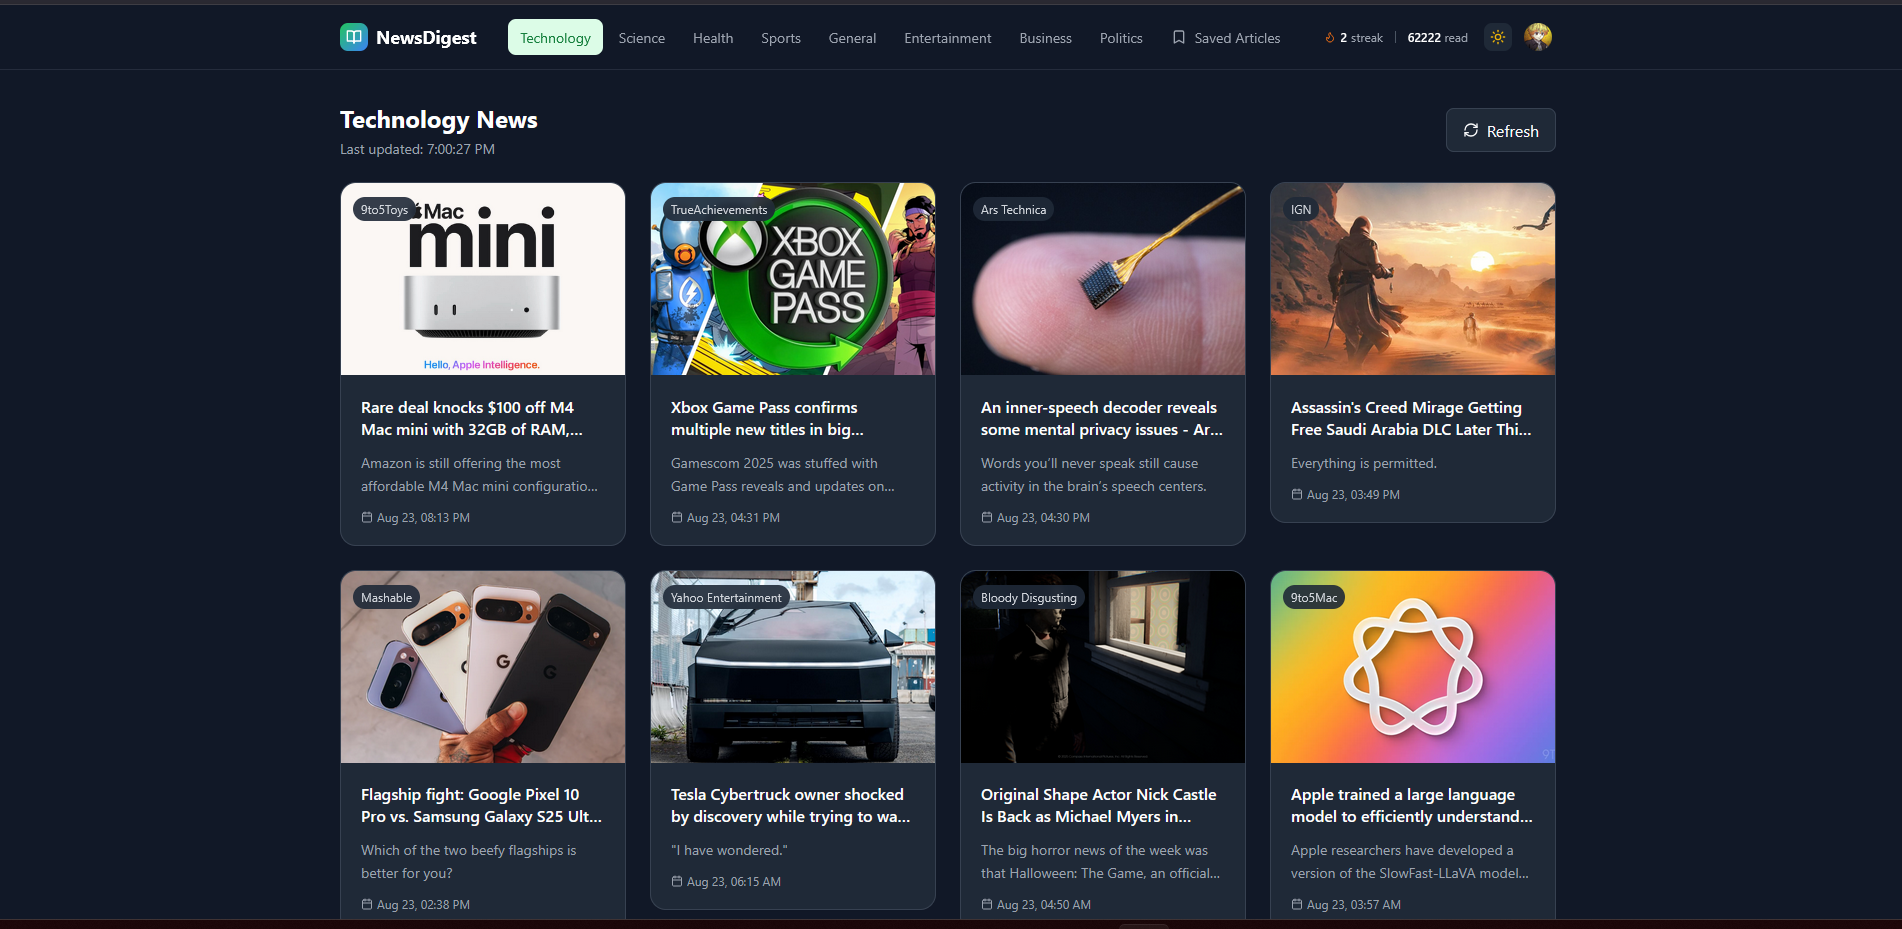 NewsDigest
Technology
Science
Health
Sports
General
Entertainment
Business
Politics
Saved Articles
2 streak
62222 read
Technology News
Last updated: 7:00:27 PM
Refresh
9to5Toys
Mac
mini
Hello, Apple Intelligence.
Rare deal knocks $100 off M4
Mac mini with 32GB of RAM,...
Amazon is still offering the most
affordable M4 Mac mini configuratio...
Aug 23, 08:13 PM
TrueAchievements
XBOX
GAME
PASS
Xbox Game Pass confirms
multiple new titles in big...
Gamescom 2025 was stuffed with
Game Pass reveals and updates on...
Aug 23, 04:31 PM
Ars Technica
An inner-speech decoder reveals
some mental privacy issues - Ar...
Words you’ll never speak still cause
activity in the brain’s speech centers.
Aug 23, 04:30 PM
IGN
Assassin's Creed Mirage Getting
Free Saudi Arabia DLC Later Thi...
Everything is permitted.
Aug 23, 03:49 PM
Mashable
G
G
Flagship fight: Google Pixel 10
Pro vs. Samsung Galaxy S25 Ult...
Which of the two beefy flagships is
better for you?
Aug 23, 02:38 PM
Yahoo Entertainment
Tesla Cybertruck owner shocked
by discovery while trying to wa...
"I have wondered."
Aug 23, 06:15 AM
Bloody Disgusting
Original Shape Actor Nick Castle
Is Back as Michael Myers in...
The big horror news of the week was
that Halloween: The Game, an official...
Aug 23, 04:50 AM
9to5Mac
Apple trained a large language
model to efficiently understand...
Apple researchers have developed a
version of the SlowFast-LLaVA model...
Aug 23, 03:57 AM